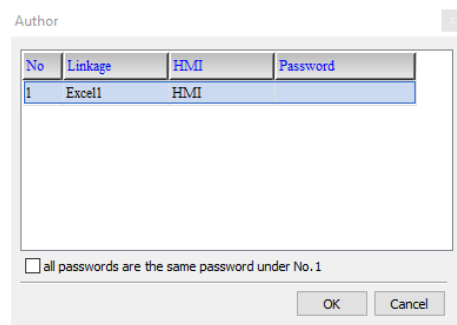 Author
No Linkage HMI Password
1 Excel1 HMI
all passwords are the same password under No.1
OK Cancel